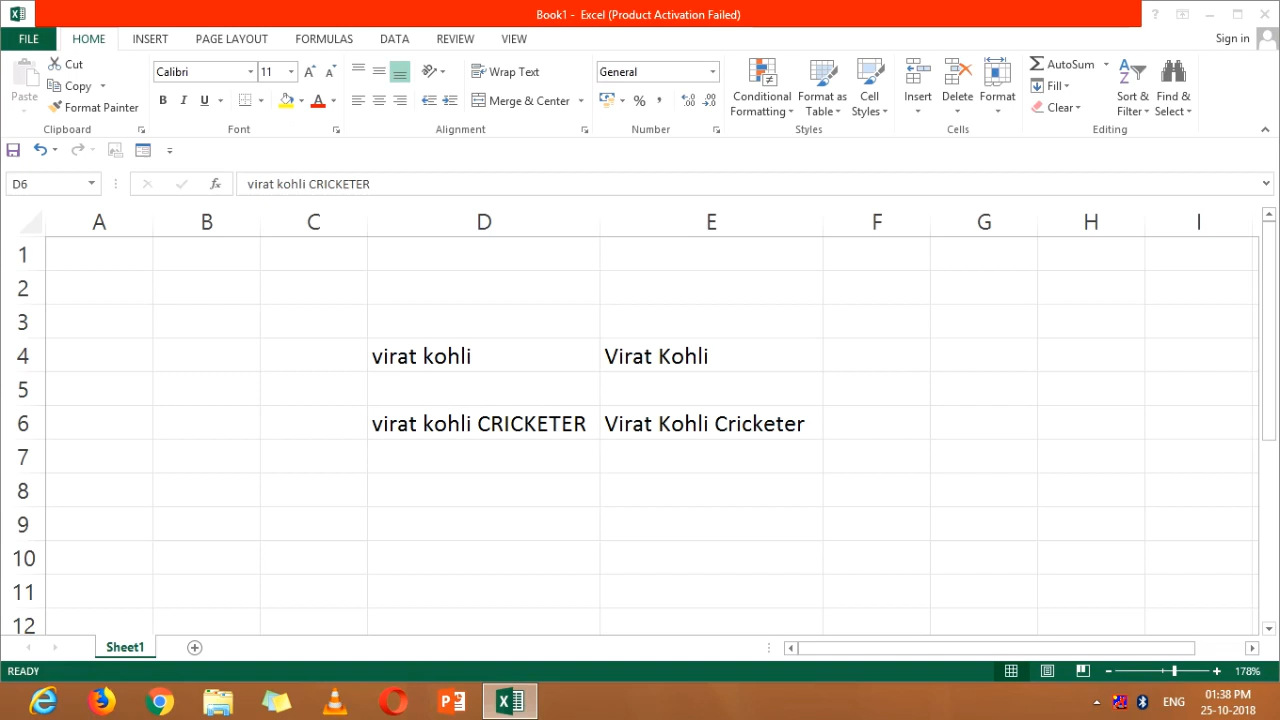 Book1 - Excel (Product Activation Failed)
FILE HOME INSERT PAGE LAYOUT FORMULAS DATA REVIEW VIEW Sign in
Paste
Cut
Copy
Format Painter
Clipboard
Calibri 11
B I U
Font
Wrap Text
Merge & Center
Alignment
General
%
Number
Conditional Formatting
Format as Table
Cell Styles
Styles
Insert
Delete
Format
Cells
AutoSum
Fill
Clear
Sort & Filter
Find & Select
Editing
D6 fx virat kohli CRICKETER
A B C D E F G H I
1
2
3
4 virat kohli Virat Kohli
5
6 virat kohli CRICKETER Virat Kohli Cricketer
7
8
9
10
11
12
Sheet1
READY 178%
ENG 01:38 PM
25-10-2018